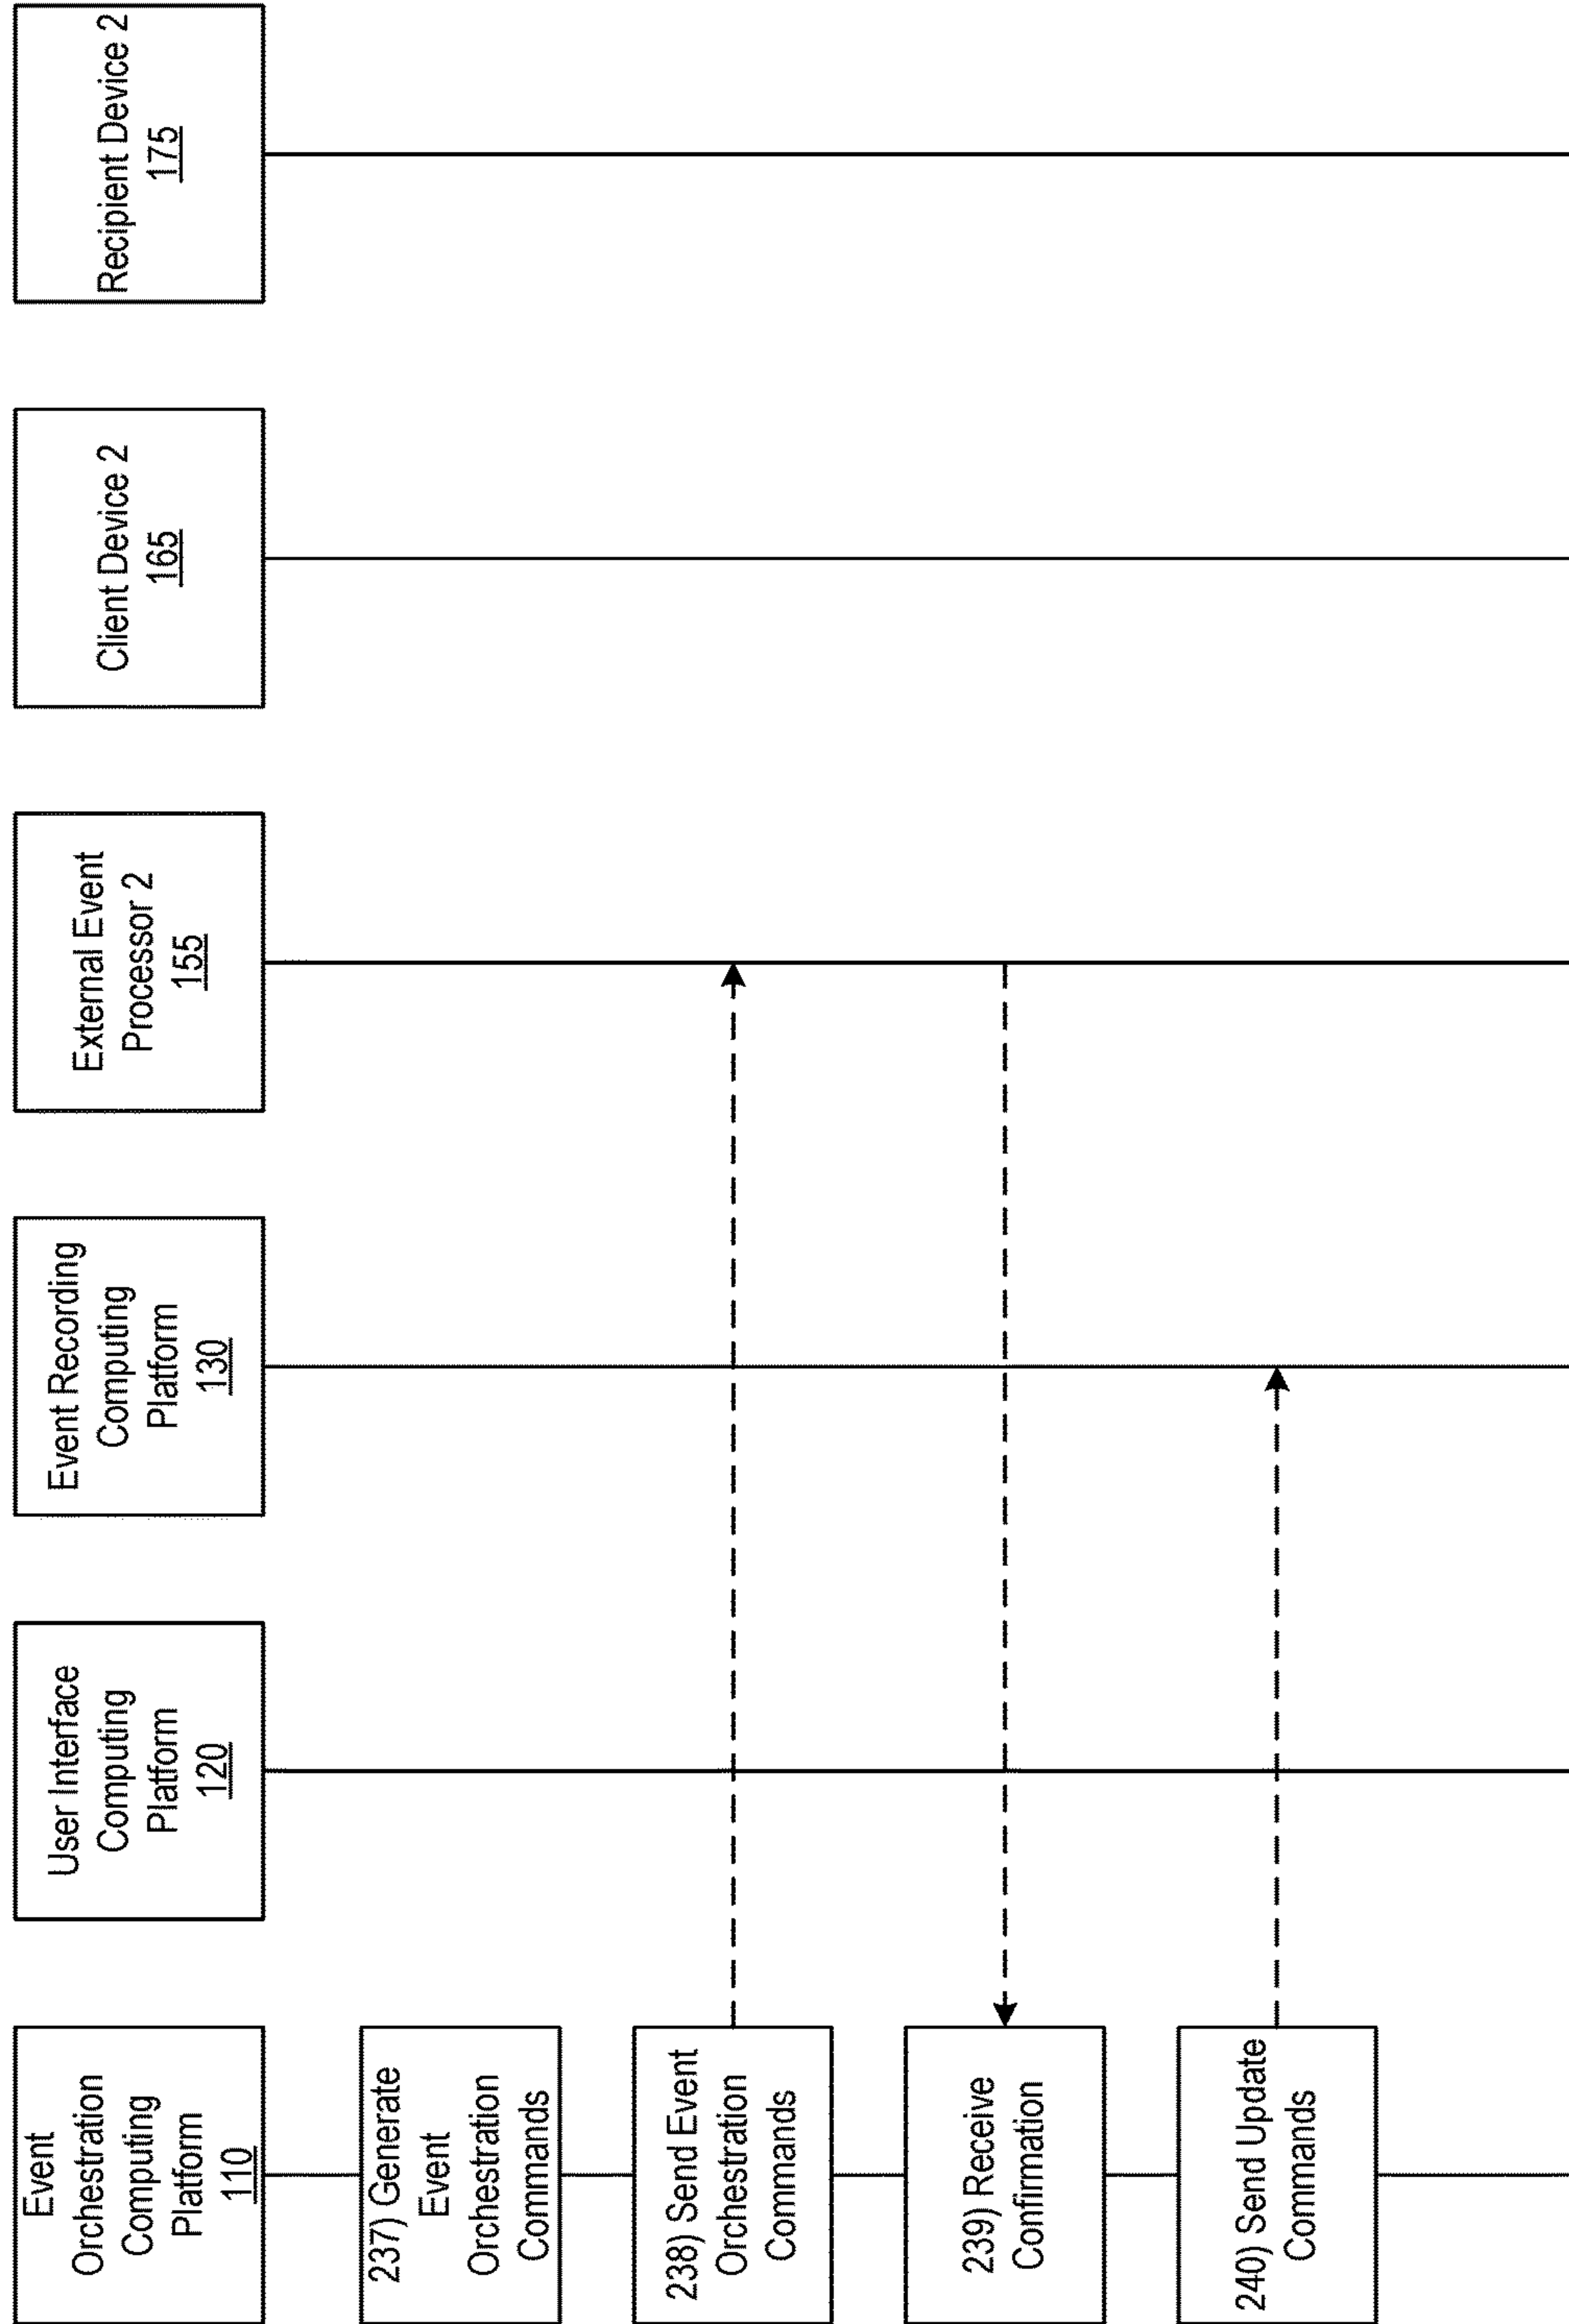 Event
Orchestration
Computing
Platform
110
User Interface
Computing
Platform
120
Event Recording
Computing
Platform
130
External Event
Processor 2
155
Client Device 2
165
Recipient Device 2
175
237) Generate
Event
Orchestration
Commands
238) Send Event
Orchestration
Commands
239) Receive
Confirmation
240) Send Update
Commands